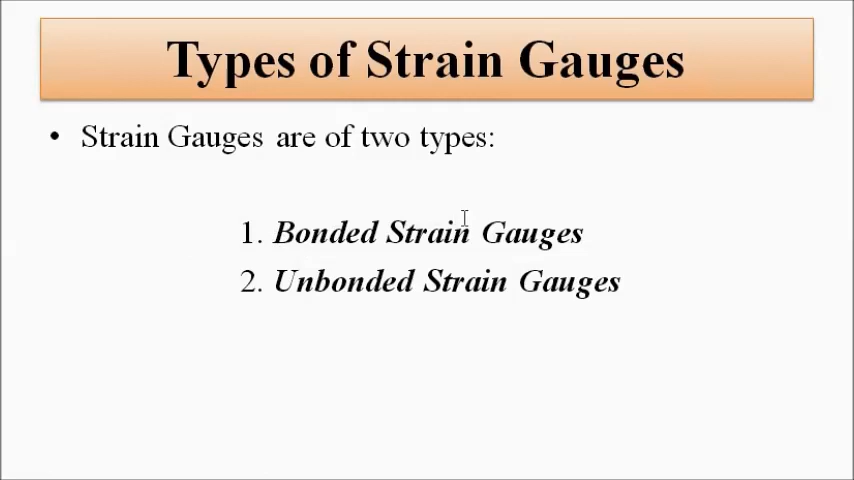 Types of Strain Gauges
• Strain Gauges are of two types:
1. Bonded Strain Gauges
2. Unbonded Strain Gauges